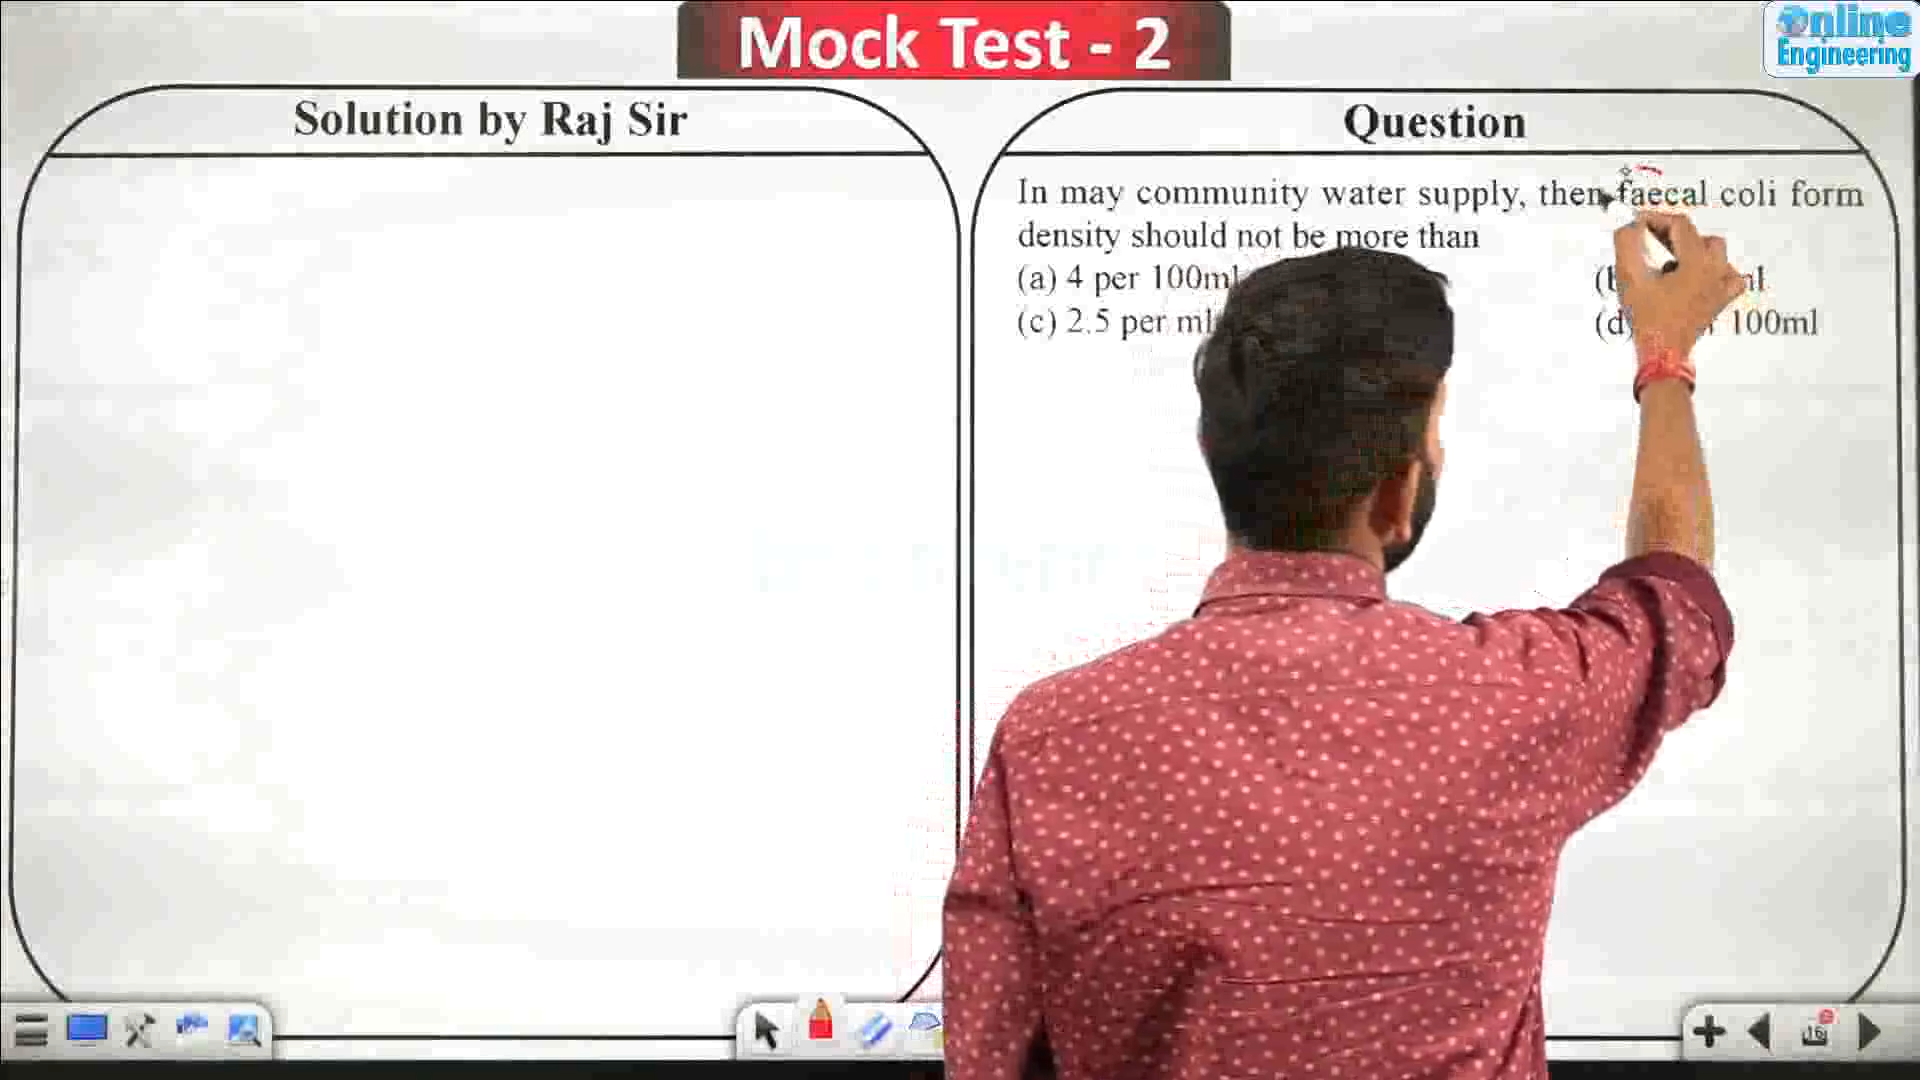 Mock Test - 2
Online
Engineering
Solution by Raj Sir
Question
In may community water supply, then faecal coli form
density should not be more than
(a) 4 per 100ml
(c) 2.5 per ml
(d) 100ml
16